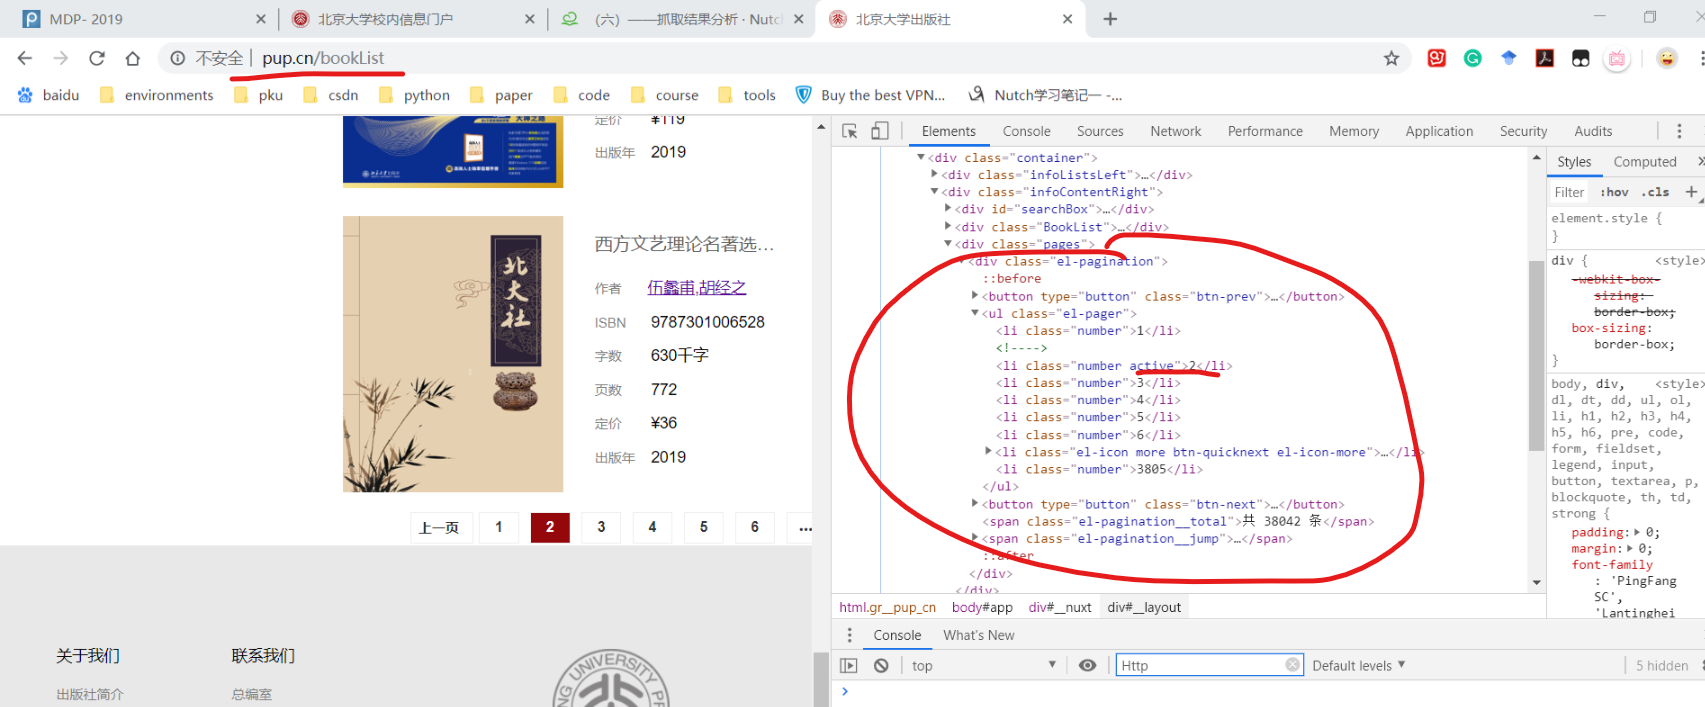 MDP- 2019
北京大学校内信息门户
（六）——抓取结果分析 · Nutc
北京大学出版社
不安全 | pup.cn/bookList
baidu environments pku csdn python paper code course tools Buy the best VPN... Nutch学习笔记一 -...
定价 ¥119
出版年 2019
北大社
西方文艺理论名著选...
作者 伍蠡甫,胡经之
ISBN 9787301006528
字数 630千字
页数 772
定价 ¥36
出版年 2019
上一页 1 2 3 4 5 6 ...
关于我们 联系我们
出版社简介 总编室
Elements Console Sources Network Performance Memory Application Security Audits
<div class="container">
<div class="infoListsLeft">…</div>
<div class="infoContentRight">
<div id="searchBox">…</div>
<div class="BookList">…</div>
<div class="pages">
<div class="el-pagination">
::before
<button type="button" class="btn-prev">…</button>
<ul class="el-pager">
<li class="number">1</li>
<!---->
<li class="number active">2</li>
<li class="number">3</li>
<li class="number">4</li>
<li class="number">5</li>
<li class="number">6</li>
<li class="el-icon more btn-quicknext el-icon-more">…</li>
<li class="number">3805</li>
</ul>
<button type="button" class="btn-next">…</button>
<span class="el-pagination__total">共 38042 条</span>
<span class="el-pagination__jump">…</span>
::after
</div>
</div>
html.gr__pup_cn body#app div#__nuxt div#__layout
Console What's New
top Http Default levels 5 hidden
Styles Computed
Filter :hov .cls +
element.style {
}
div { <style>
-webkit-box-
sizing:
border-box;
box-sizing:
border-box;
}
body, div, <style>
dl, dt, dd, ul, ol,
li, h1, h2, h3, h4,
h5, h6, pre, code,
form, fieldset,
legend, input,
button, textarea, p,
blockquote, th, td,
strong {
padding: 0;
margin: 0;
font-family
: 'PingFang
SC',
'Lantinghei